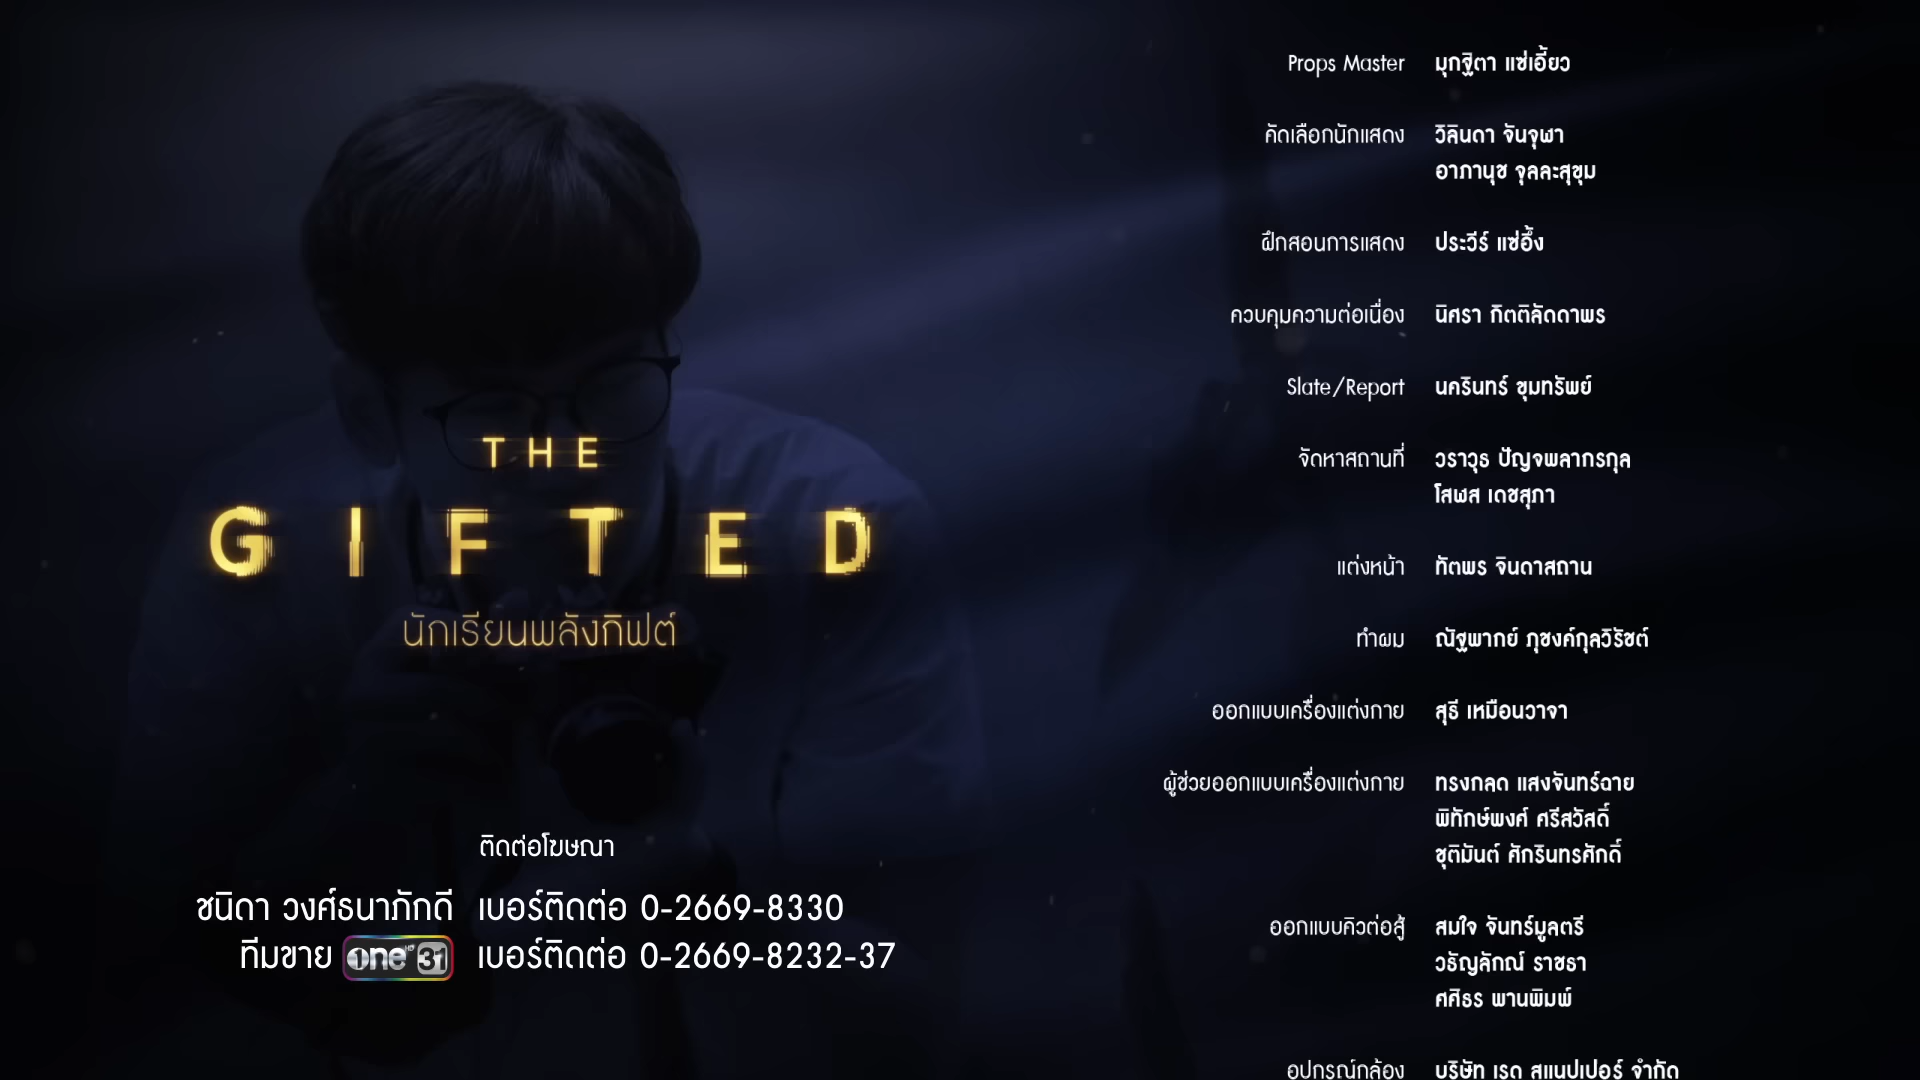 THE
GIFTED
นักเรียนพลังกิฟต์
ติดต่อโฆษณา
ชนิดา วงศ์ธนาภักดี เบอร์ติดต่อ 0-2669-8330
ทีมขาย one HD 31 เบอร์ติดต่อ 0-2669-8232-37
Props Master มุกฐิตา แซ่เอี้ยว
คัดเลือกนักแสดง วิลินดา จันจุฬา
อาภานุช จุลละสุขุม
ฝึกสอนการแสดง ประวีร์ แซ่อึ้ง
ควบคุมความต่อเนื่อง นิศรา กิตติลัดดาพร
Slate/Report นครินทร์ ขุมทรัพย์
จัดหาสถานที่ วราวุธ ปัญจพลากรกุล
โสฬส เดชสุภา
แต่งหน้า ทัตพร จินดาสถาน
ทำผม ณัฐพากย์ ภุชงค์กุลวิรัชต์
ออกแบบเครื่องแต่งกาย สุธี เหมือนวาจา
ผู้ช่วยออกแบบเครื่องแต่งกาย ทรงกลด แสงจันทร์ฉาย
พิทักษ์พงศ์ ศรีสวัสดิ์
ชุติมันต์ ศักรินทรศักดิ์
ออกแบบคิวต่อสู้ สมใจ จันทร์มูลตรี
วธัญลักณ์ ราชธา
ศศิธร พานพิมพ์
อุปกรณ์กล้อง บริษัท เรด สแนปเปอร์ จำกัด